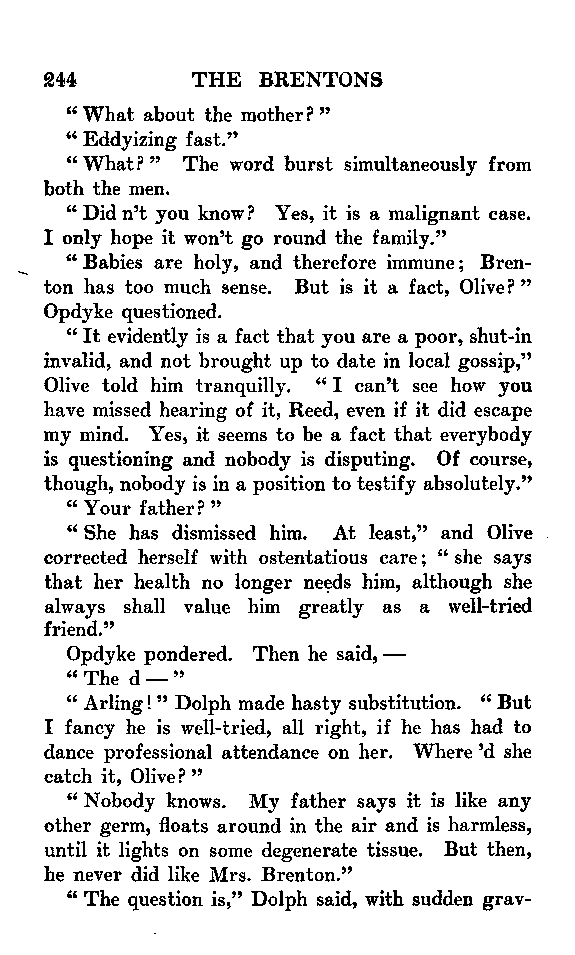 244 THE BRENTONS
" What about the mother? "
" Eddyizing fast."
" What? " The word burst simultaneously from
both the men.
" Did n't you know? Yes, it is a malignant case.
I only hope it won't go round the family."
" Babies are holy, and therefore immune; Bren-
ton has too much sense. But is it a fact, Olive? "
Opdyke questioned.
" It evidently is a fact that you are a poor, shut-in
invalid, and not brought up to date in local gossip,"
Olive told him tranquilly. " I can't see how you
have missed hearing of it, Reed, even if it did escape
my mind. Yes, it seems to be a fact that everybody
is questioning and nobody is disputing. Of course,
though, nobody is in a position to testify absolutely."
" Your father? "
" She has dismissed him. At least," and Olive
corrected herself with ostentatious care; " she says
that her health no longer needs him, although she
always shall value him greatly as a well-tried
friend."
Opdyke pondered. Then he said, —
" The d — "
" Arling! " Dolph made hasty substitution. " But
I fancy he is well-tried, all right, if he has had to
dance professional attendance on her. Where 'd she
catch it, Olive? "
" Nobody knows. My father says it is like any
other germ, floats around in the air and is harmless,
until it lights on some degenerate tissue. But then,
he never did like Mrs. Brenton."
" The question is," Dolph said, with sudden grav-